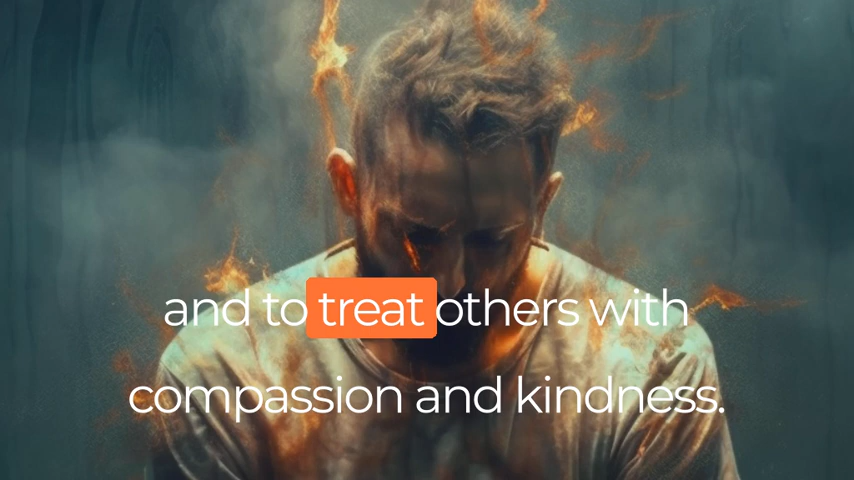 and to treat others with
compassion and kindness.